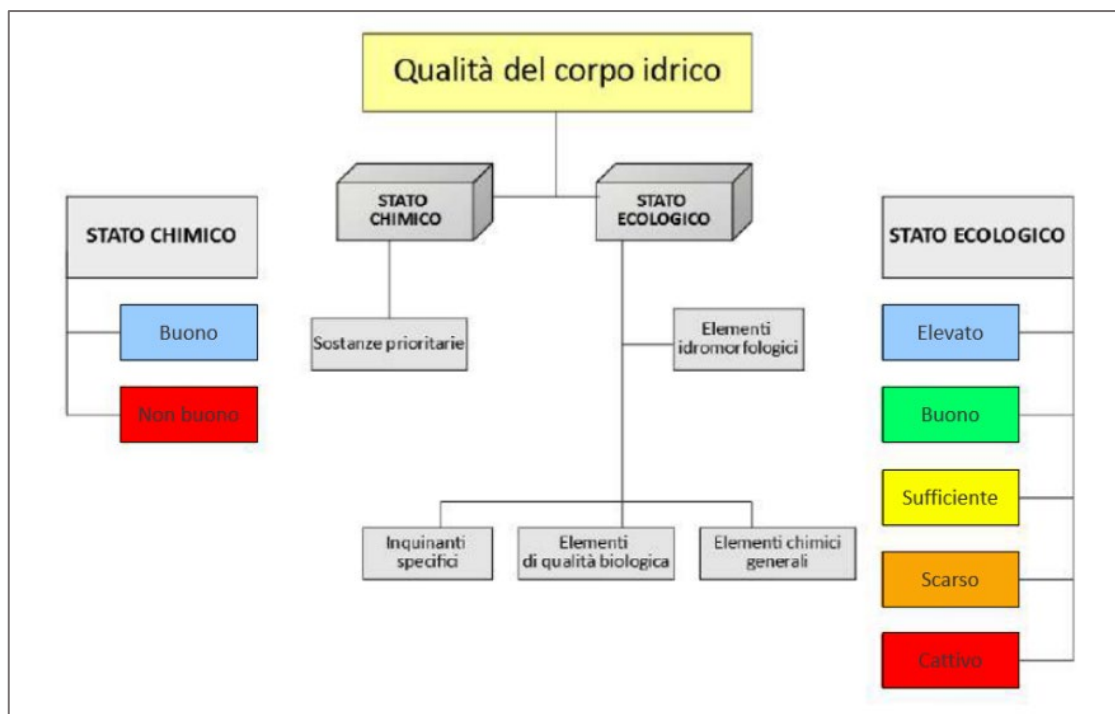 Qualità del corpo idrico
STATO
CHIMICO
STATO
ECOLOGICO
STATO CHIMICO
Buono
Non buono
Sostanze prioritarie
Elementi
idromorfologici
Inquinanti
specifici
Elementi
di qualità biologica
Elementi chimici
generali
STATO ECOLOGICO
Elevato
Buono
Sufficiente
Scarso
Cattivo